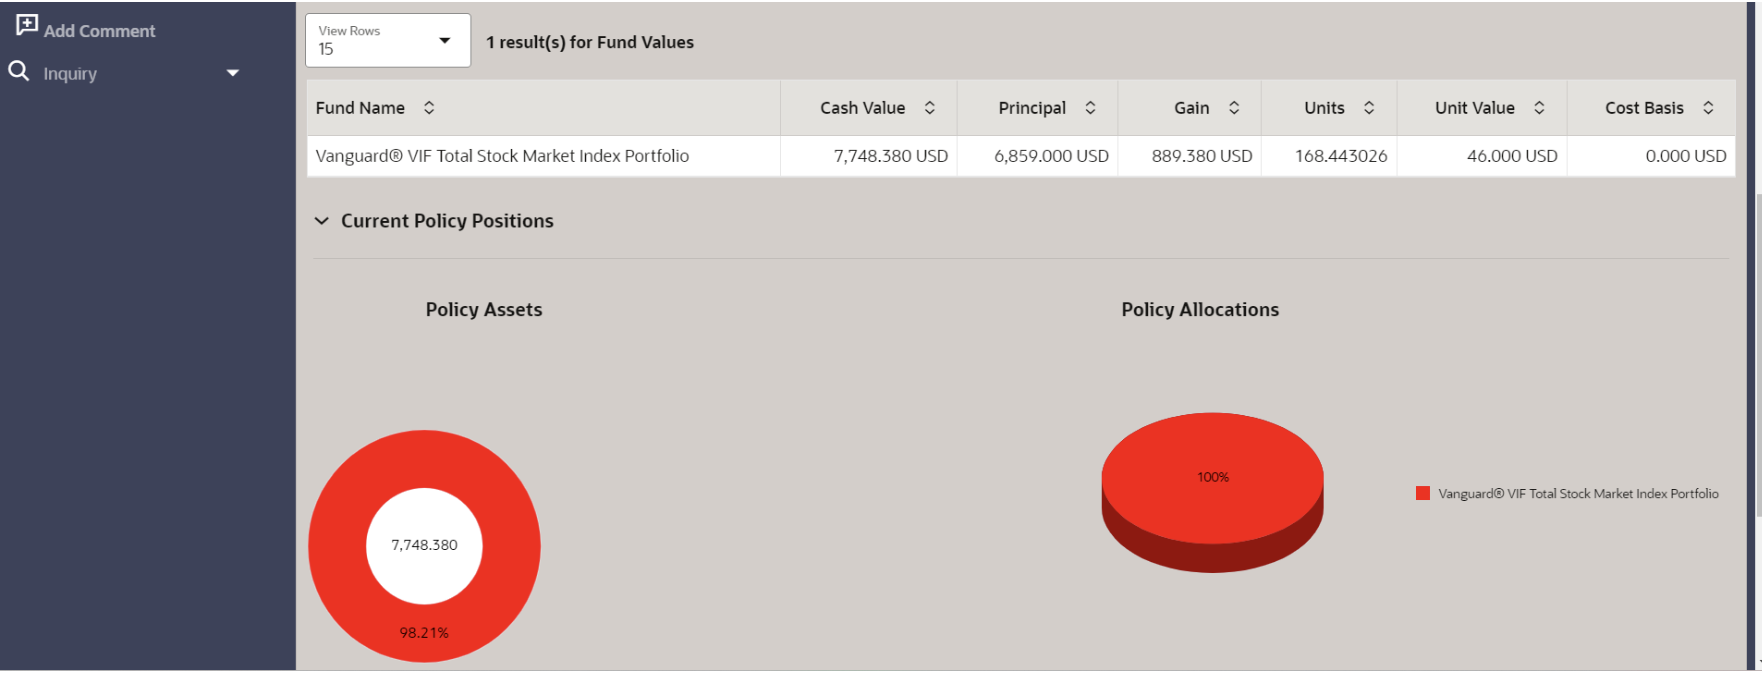 Add Comment
Inquiry
View Rows
15
1 result(s) for Fund Values
Fund Name Cash Value Principal Gain Units Unit Value Cost Basis
Vanguard® VIF Total Stock Market Index Portfolio 7,748.380 USD 6,859.000 USD 889.380 USD 168.443026 46.000 USD 0.000 USD
Current Policy Positions
Policy Assets
Policy Allocations
7,748.380
98.21%
100%
Vanguard® VIF Total Stock Market Index Portfolio